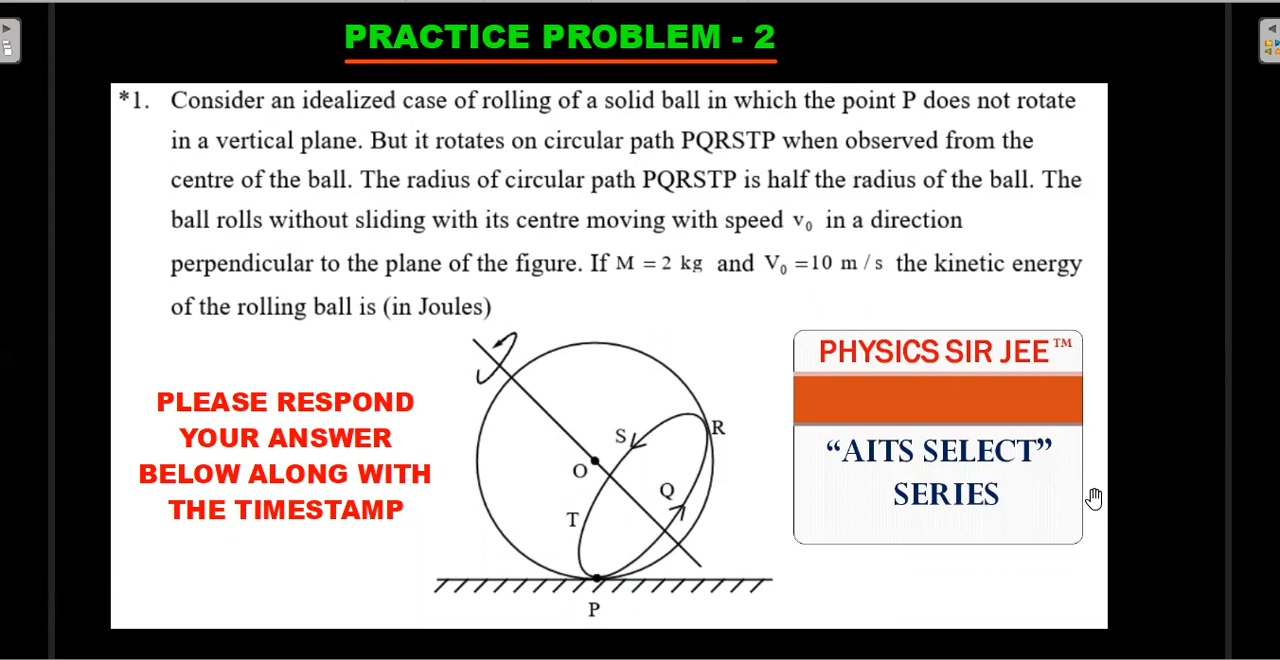 PRACTICE PROBLEM - 2
*1. Consider an idealized case of rolling of a solid ball in which the point P does not rotate
in a vertical plane. But it rotates on circular path PQRSTP when observed from the
centre of the ball. The radius of circular path PQRSTP is half the radius of the ball. The
ball rolls without sliding with its centre moving with speed v₀ in a direction
perpendicular to the plane of the figure. If M = 2 kg and V₀ =10 m / s the kinetic energy
of the rolling ball is (in Joules)
PLEASE RESPOND
YOUR ANSWER
BELOW ALONG WITH
THE TIMESTAMP
S
R
O
Q
T
P
PHYSICS SIR JEE™
“AITS SELECT”
SERIES